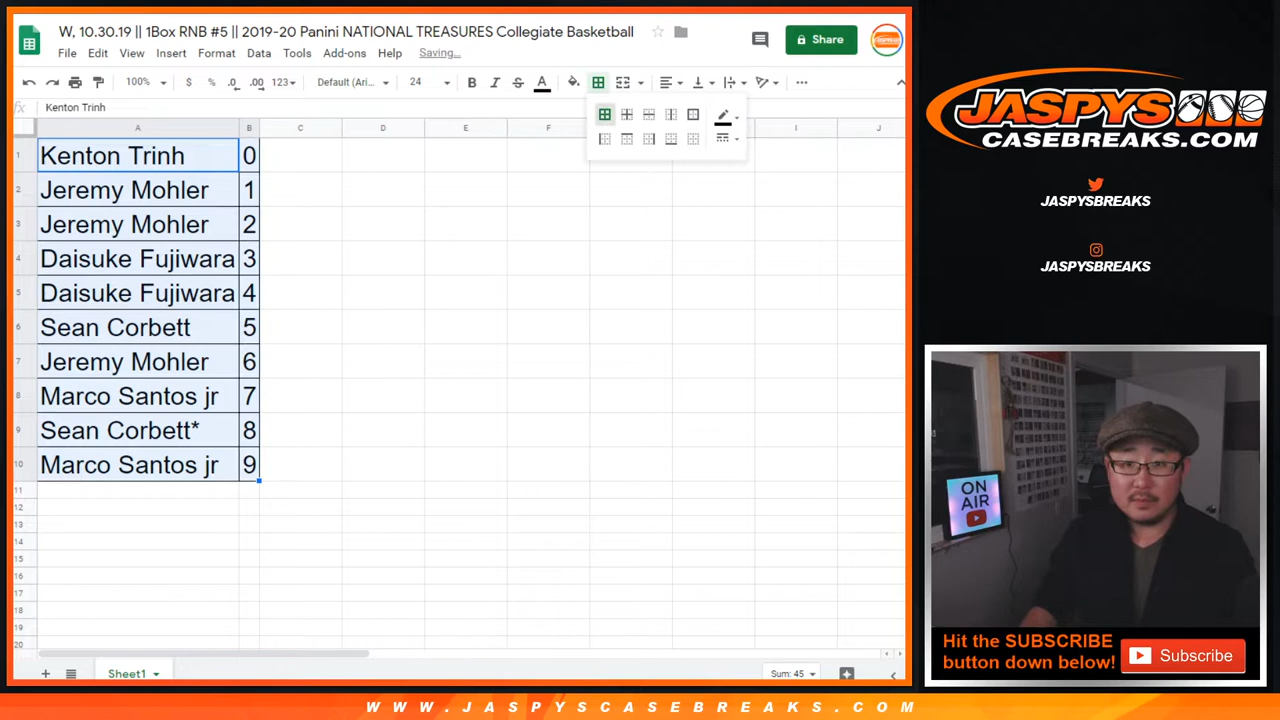 W, 10.30.19 || 1Box RNB #5 || 2019-20 Panini NATIONAL TREASURES Collegiate Basketball
Share
File Edit View Insert Format Data Tools Add-ons Help Saving...
100% $ % .0 .00 123 Default (Ari... 24 B I S A
fx Kenton Trinh
A B C D E F I J
1 Kenton Trinh 0
2 Jeremy Mohler 1
3 Jeremy Mohler 2
4 Daisuke Fujiwara 3
5 Daisuke Fujiwara 4
6 Sean Corbett 5
7 Jeremy Mohler 6
8 Marco Santos jr 7
9 Sean Corbett* 8
10 Marco Santos jr 9
11
12
13
14
15
16
17
18
19
20
Sheet1
Sum: 45
JASPYS
CASEBREAKS.COM
JASPYSBREAKS
JASPYSBREAKS
ON
AIR
Hit the SUBSCRIBE
button down below!
Subscribe
WWW.JASPYSCASEBREAKS.COM